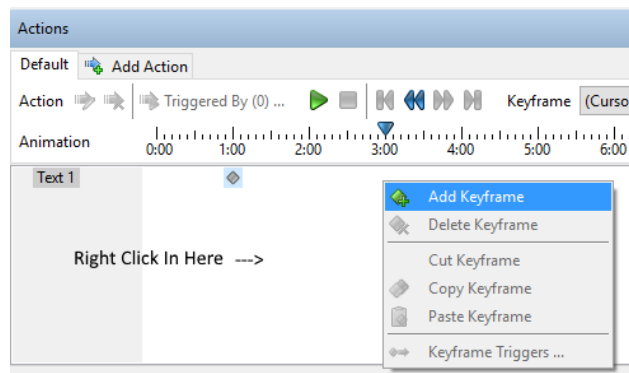 Actions
Default Add Action
Action Triggered By (0) ... Keyframe (Curso
Animation 0:00 1:00 2:00 3:00 4:00 5:00 6:00
Text 1
Add Keyframe
Delete Keyframe
Right Click In Here --->
Cut Keyframe
Copy Keyframe
Paste Keyframe
Keyframe Triggers ...